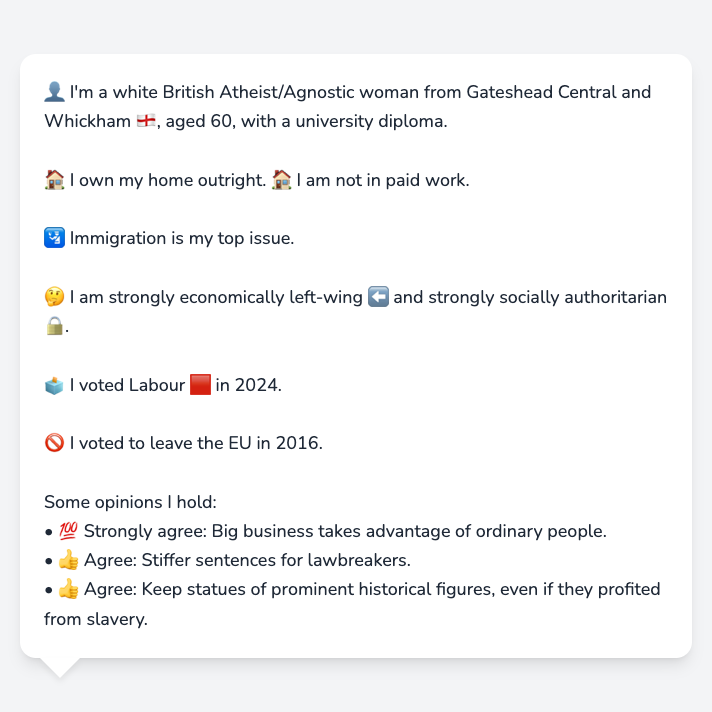 👤 I'm a white British Atheist/Agnostic woman from Gateshead Central and
Whickham 🏴󠁧󠁢󠁥󠁮󠁧󠁿, aged 60, with a university diploma.
🏠 I own my home outright. 🏠 I am not in paid work.
🛂 Immigration is my top issue.
🤔 I am strongly economically left-wing ⬅️ and strongly socially authoritarian
🔒.
🗳️ I voted Labour 🟥 in 2024.
🚫 I voted to leave the EU in 2016.
Some opinions I hold:
• 💯 Strongly agree: Big business takes advantage of ordinary people.
• 👍 Agree: Stiffer sentences for lawbreakers.
• 👍 Agree: Keep statues of prominent historical figures, even if they profited
from slavery.